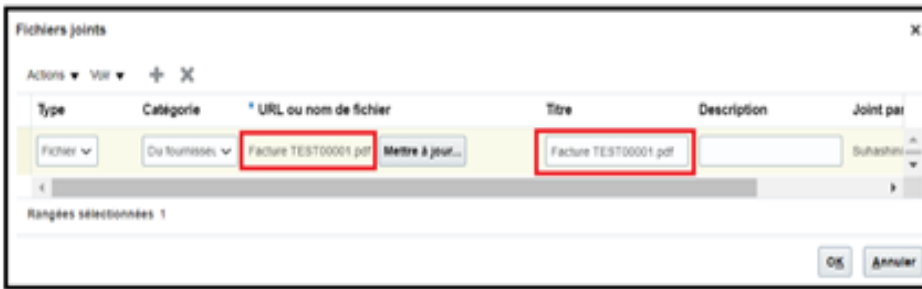 Fichiers joints
Actions Voir
Type Catégorie * URL ou nom de fichier Titre Description Joint par
Fichier Du fournisseu Facture TEST00001.pdf Mettre à jour... Facture TEST00001.pdf Suhashini
Rangées sélectionnées 1
OK Annuler